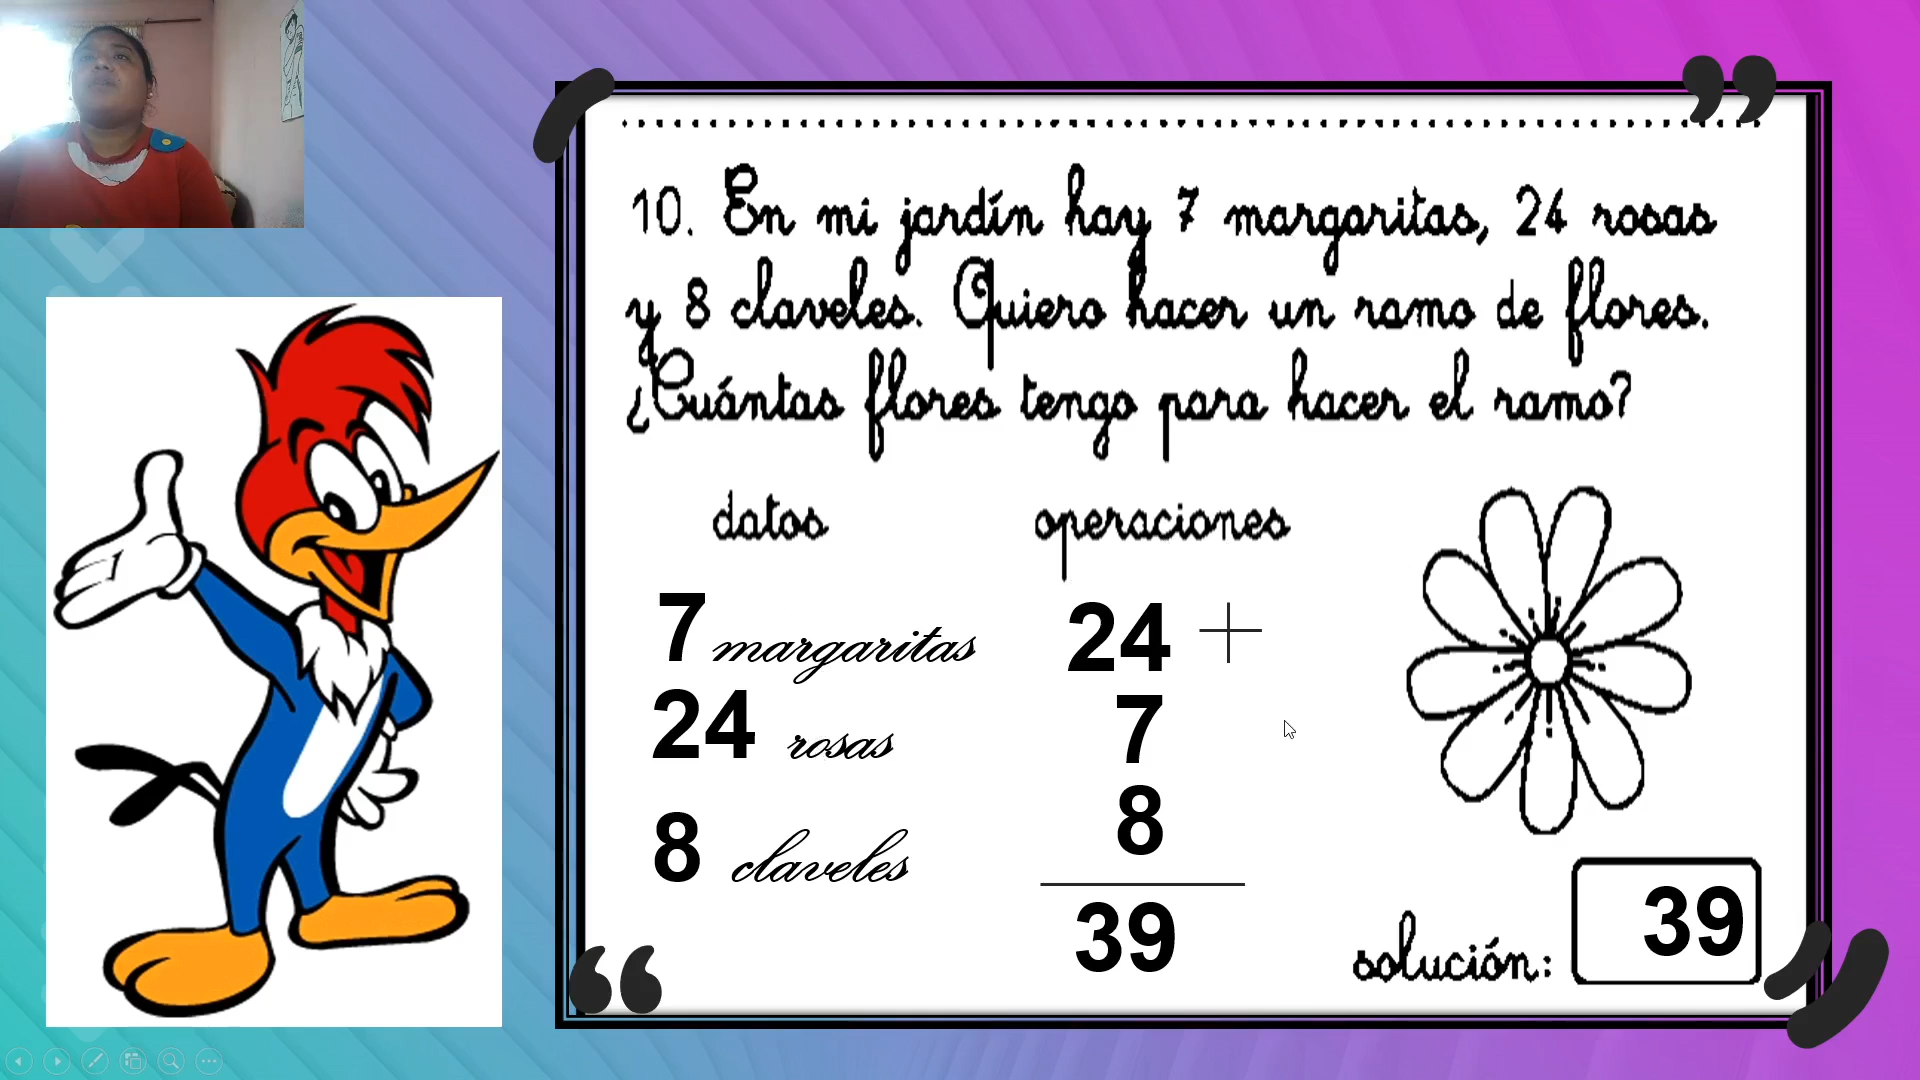 10. En mi jardín hay 7 margaritas, 24 rosas
y 8 claveles. Quiero hacer un ramo de flores.
¿Cuántas flores tengo para hacer el ramo?
datos
7 margaritas
24 rosas
8 claveles
operaciones
24 +
7
8
39
solución: 39